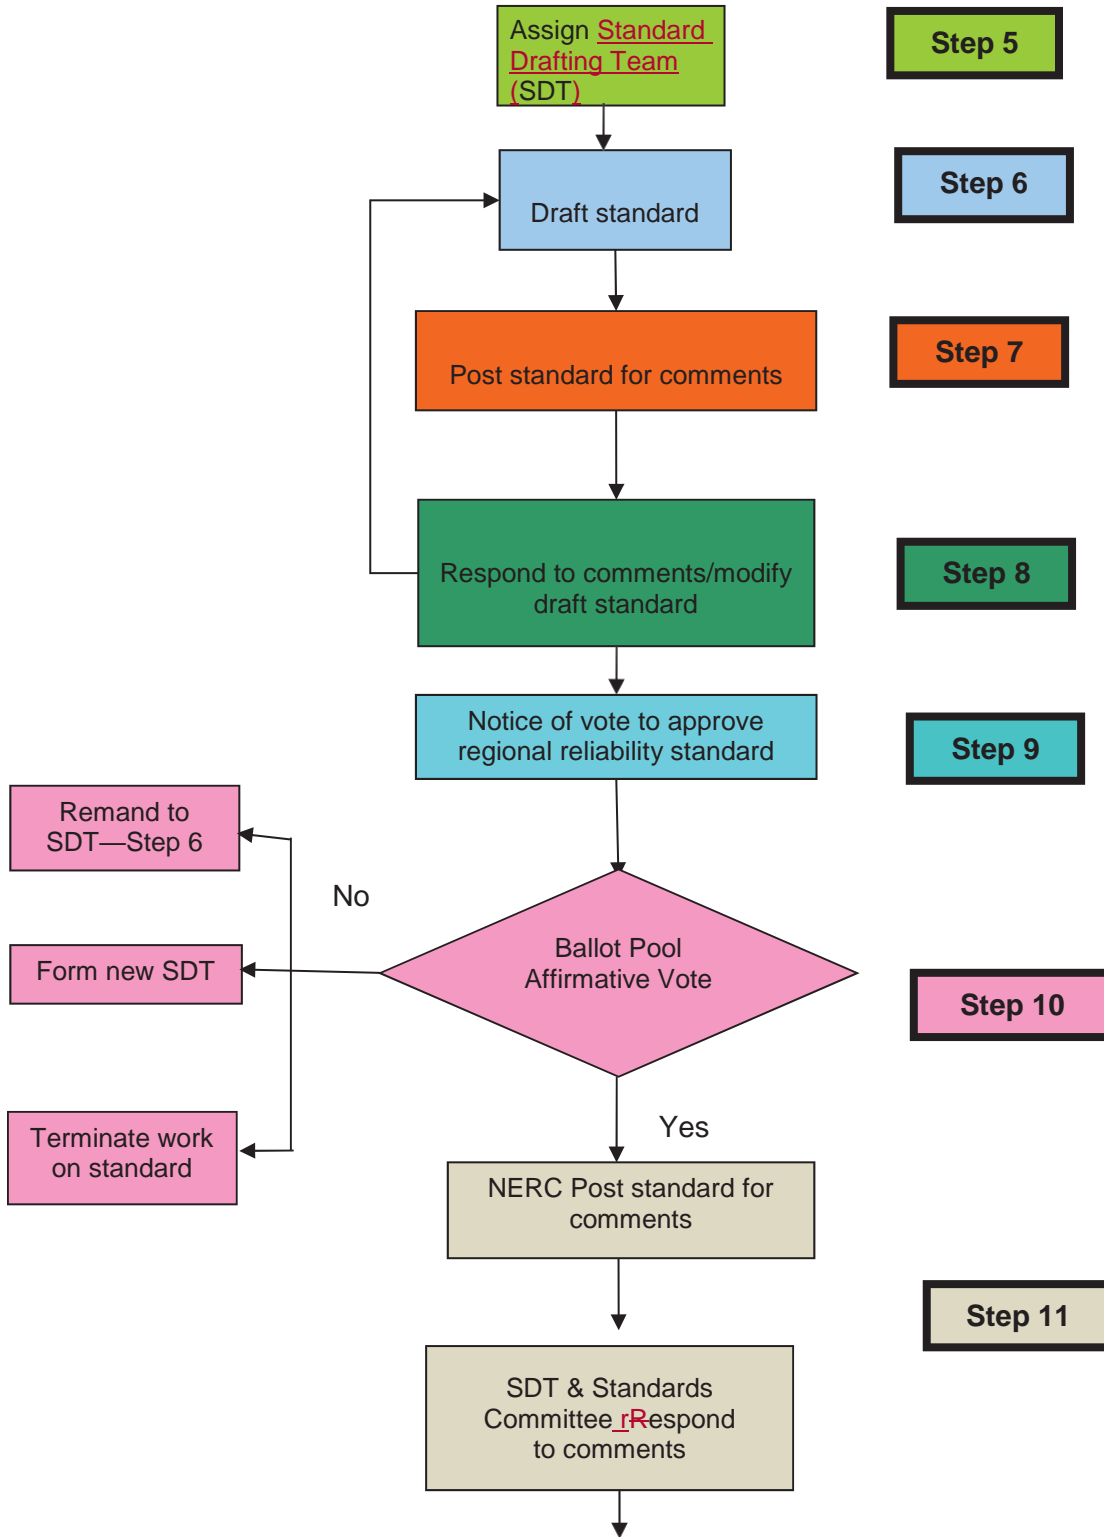 Assign Standard
Drafting Team
(SDT)
Step 5
Draft standard
Step 6
Post standard for comments
Step 7
Respond to comments/modify
draft standard
Step 8
Notice of vote to approve
regional reliability standard
Step 9
Remand to
SDT—Step 6
No
Form new SDT
Ballot Pool
Affirmative Vote
Step 10
Terminate work
on standard
Yes
NERC Post standard for
comments
Step 11
SDT & Standards
Committee rRespond
to comments